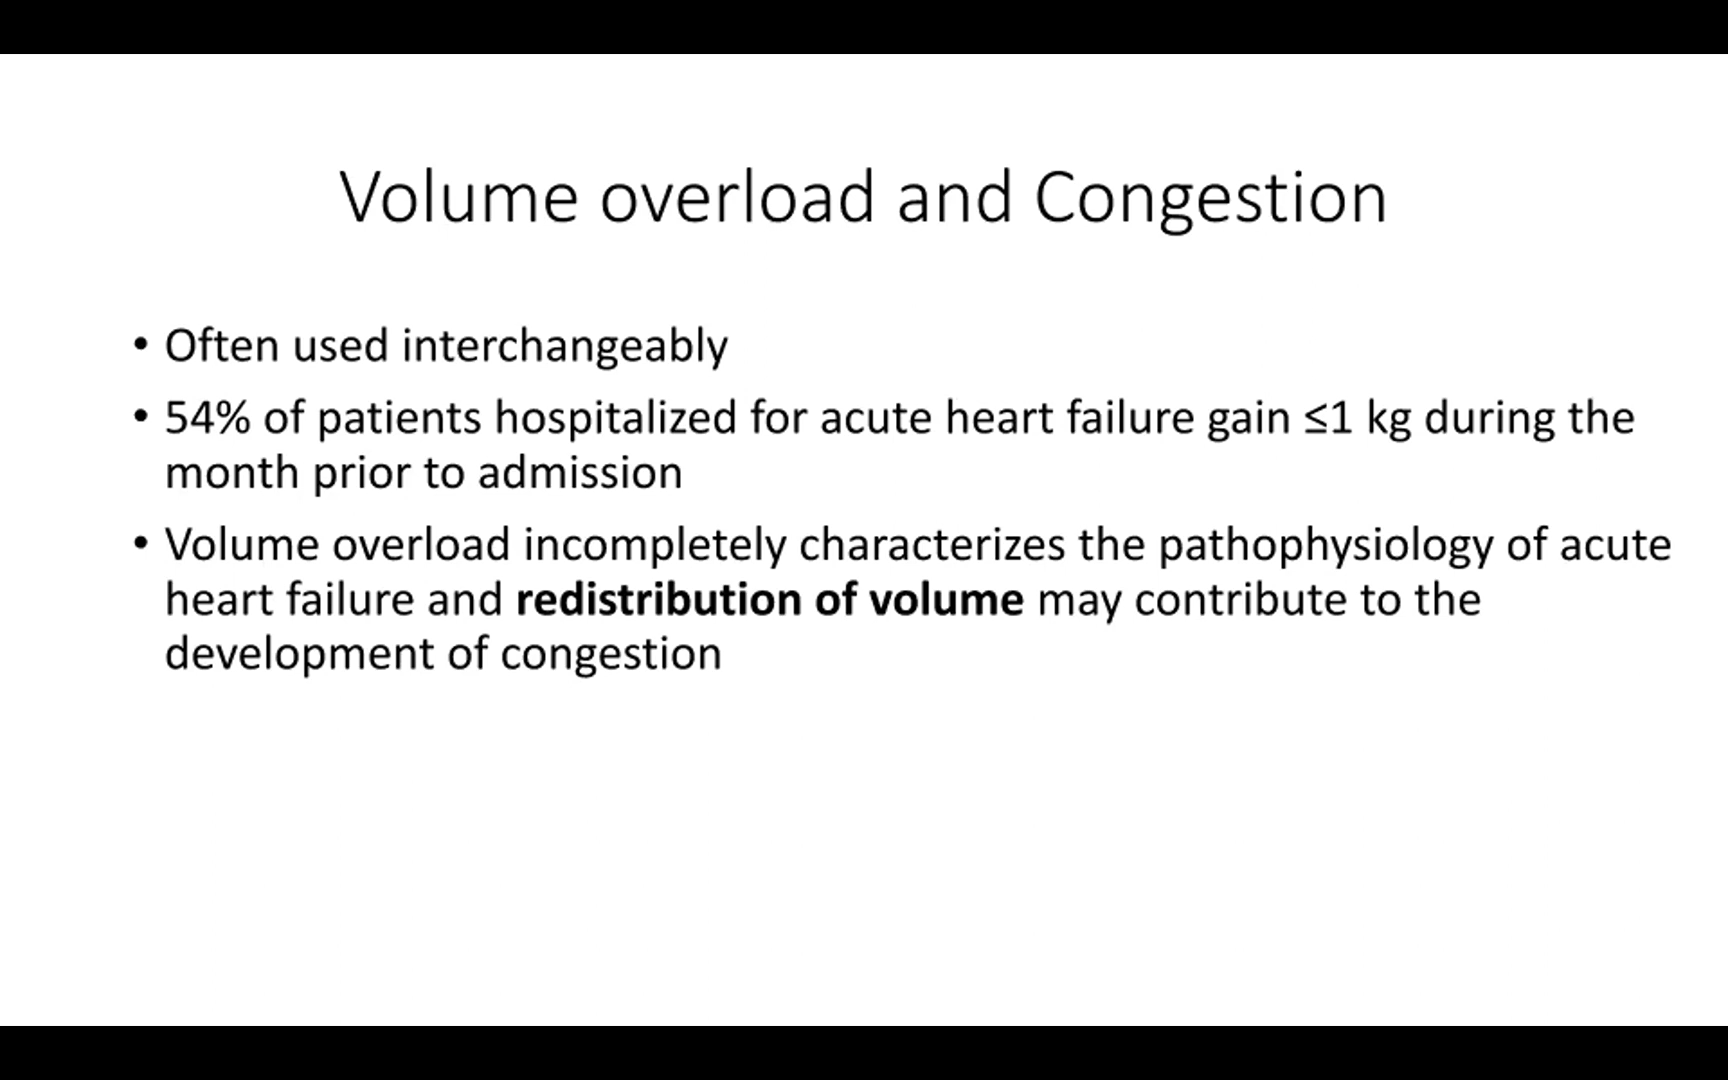 Volume overload and Congestion
• Often used interchangeably
• 54% of patients hospitalized for acute heart failure gain ≤1 kg during the
month prior to admission
• Volume overload incompletely characterizes the pathophysiology of acute
heart failure and redistribution of volume may contribute to the
development of congestion